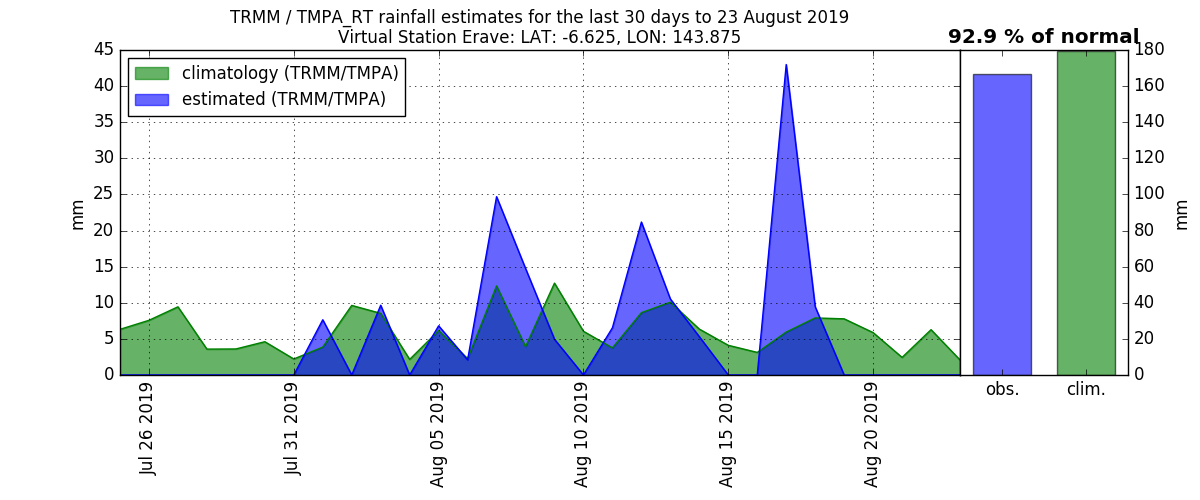 TRMM / TMPA_RT rainfall estimates for the last 30 days to 23 August 2019
Virtual Station Erave: LAT: -6.625, LON: 143.875
92.9 % of normal
climatology (TRMM/TMPA)
estimated (TRMM/TMPA)
45
40
35
30
25
20
15
10
5
0
mm
Jul 26 2019
Jul 31 2019
Aug 05 2019
Aug 10 2019
Aug 15 2019
Aug 20 2019
obs.
clim.
180
160
140
120
100
80
60
40
20
0
mm